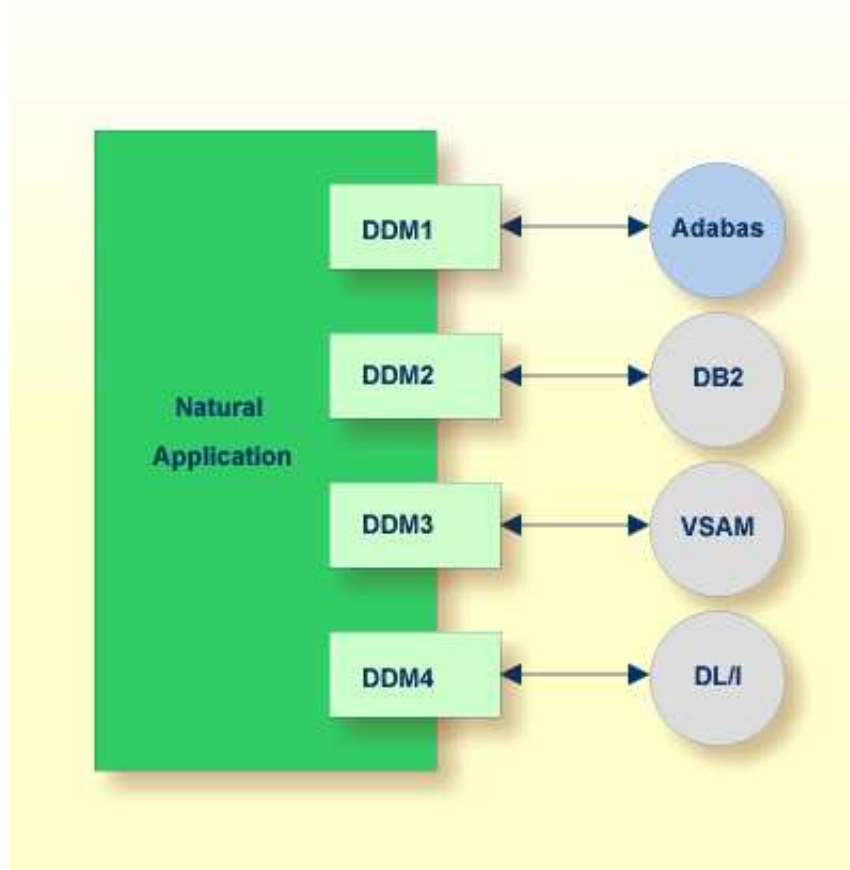 DDM1
Adabas
DDM2
DB2
Natural
Application
DDM3
VSAM
DDM4
DL/I